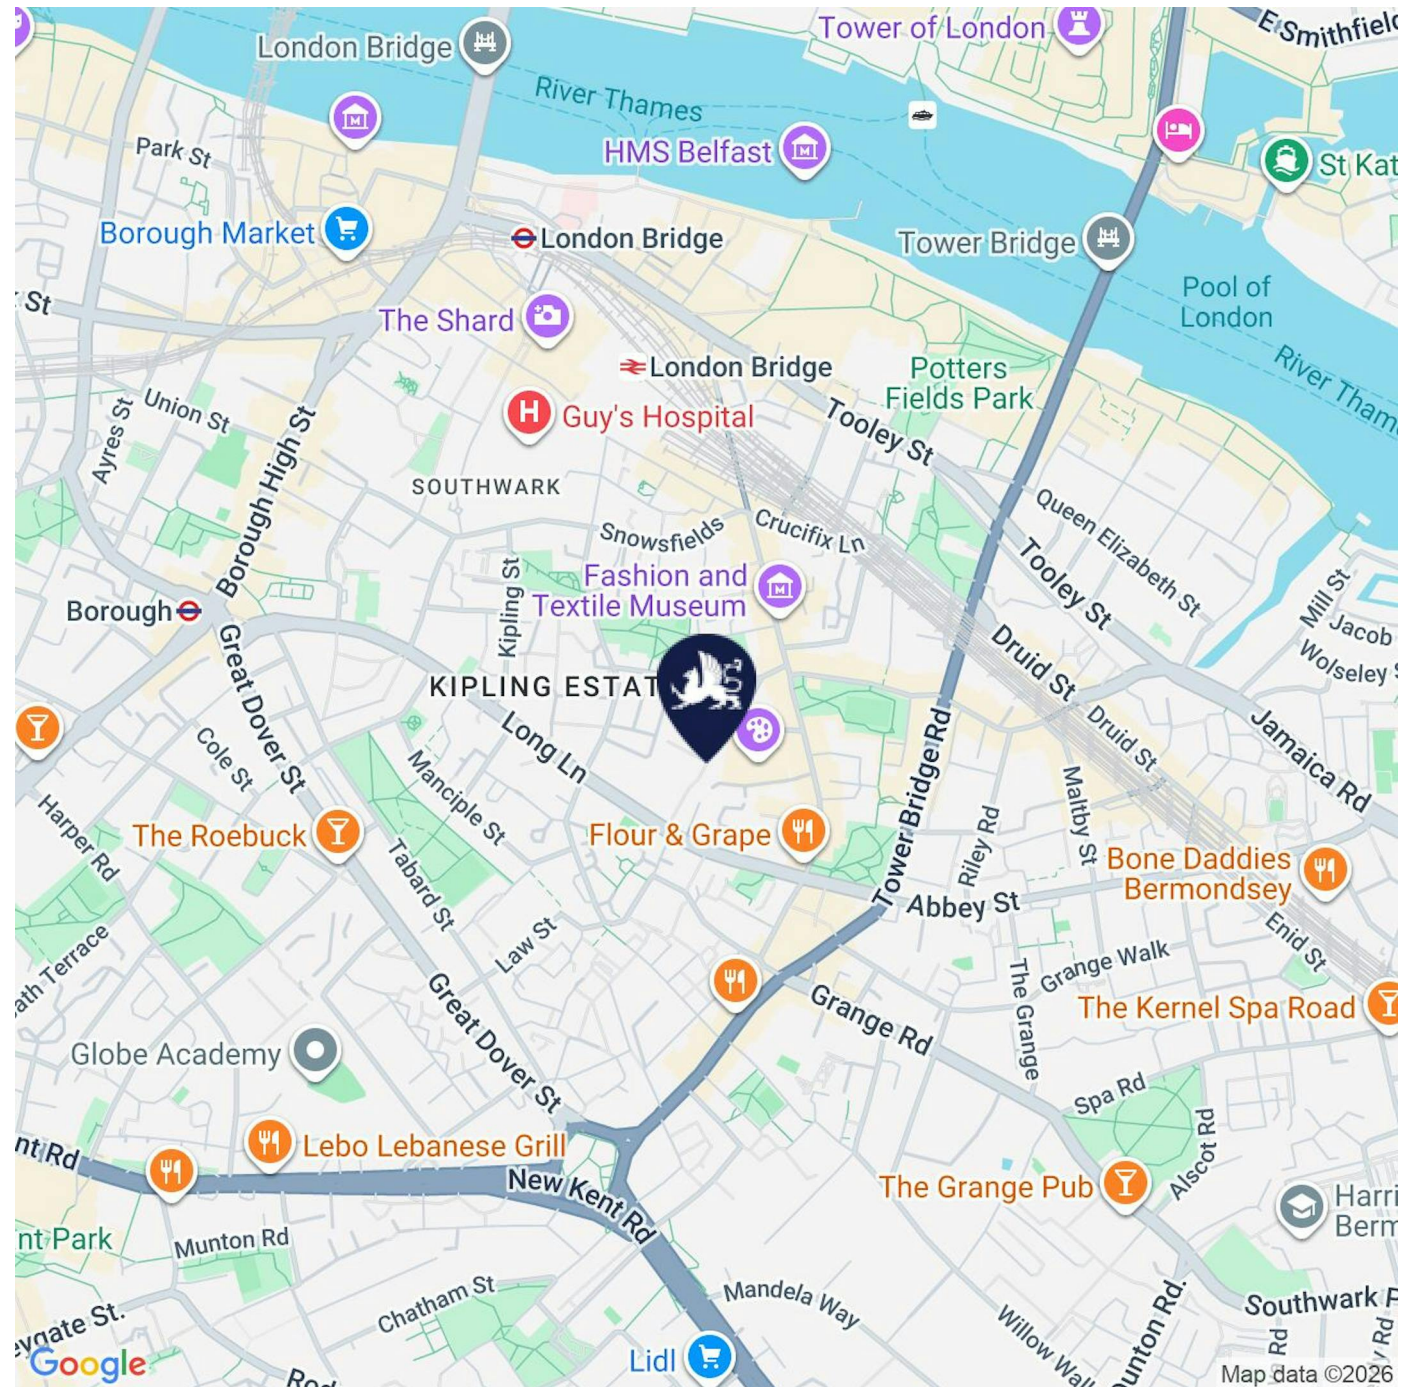 London Bridge
Tower of London
E Smithfield
River Thames
HMS Belfast
Park St
St Kat
Borough Market
London Bridge
Tower Bridge
Pool of
London
St
The Shard
London Bridge
Potters
Fields Park
River Tham
Guy's Hospital
Union St
Ayres St
Borough High St
Tooley St
SOUTHWARK
Snowsfields
Crucifix Ln
Queen Elizabeth St
Tooley St
Kipling St
Fashion and
Textile Museum
Mill St
Jacob
Wolseley
Borough
Great Dover St
Druid St
KIPLING ESTAT
Long Ln
Tower Bridge Rd
Druid St
Jamaica Rd
Cole St
Manciple St
Harper Rd
The Roebuck
Tabard St
Flour & Grape
Riley Rd
Maltby St
Bone Daddies
Bermondsey
Abbey St
Law St
Enid St
ath Terrace
Great Dover St
Grange Rd
The Grange
Grange Walk
The Kernel Spa Road
Globe Academy
Spa Rd
Alscot Rd
nt Rd
Lebo Lebanese Grill
New Kent Rd
The Grange Pub
Harri
Berm
nt Park
Munton Rd
Chatham St
Mandela Way
Willow Wal
Dunton Rd.
Southwark P
eygate St.
Rd
y Rd
Google
Rod
Lidl
Map data ©2026